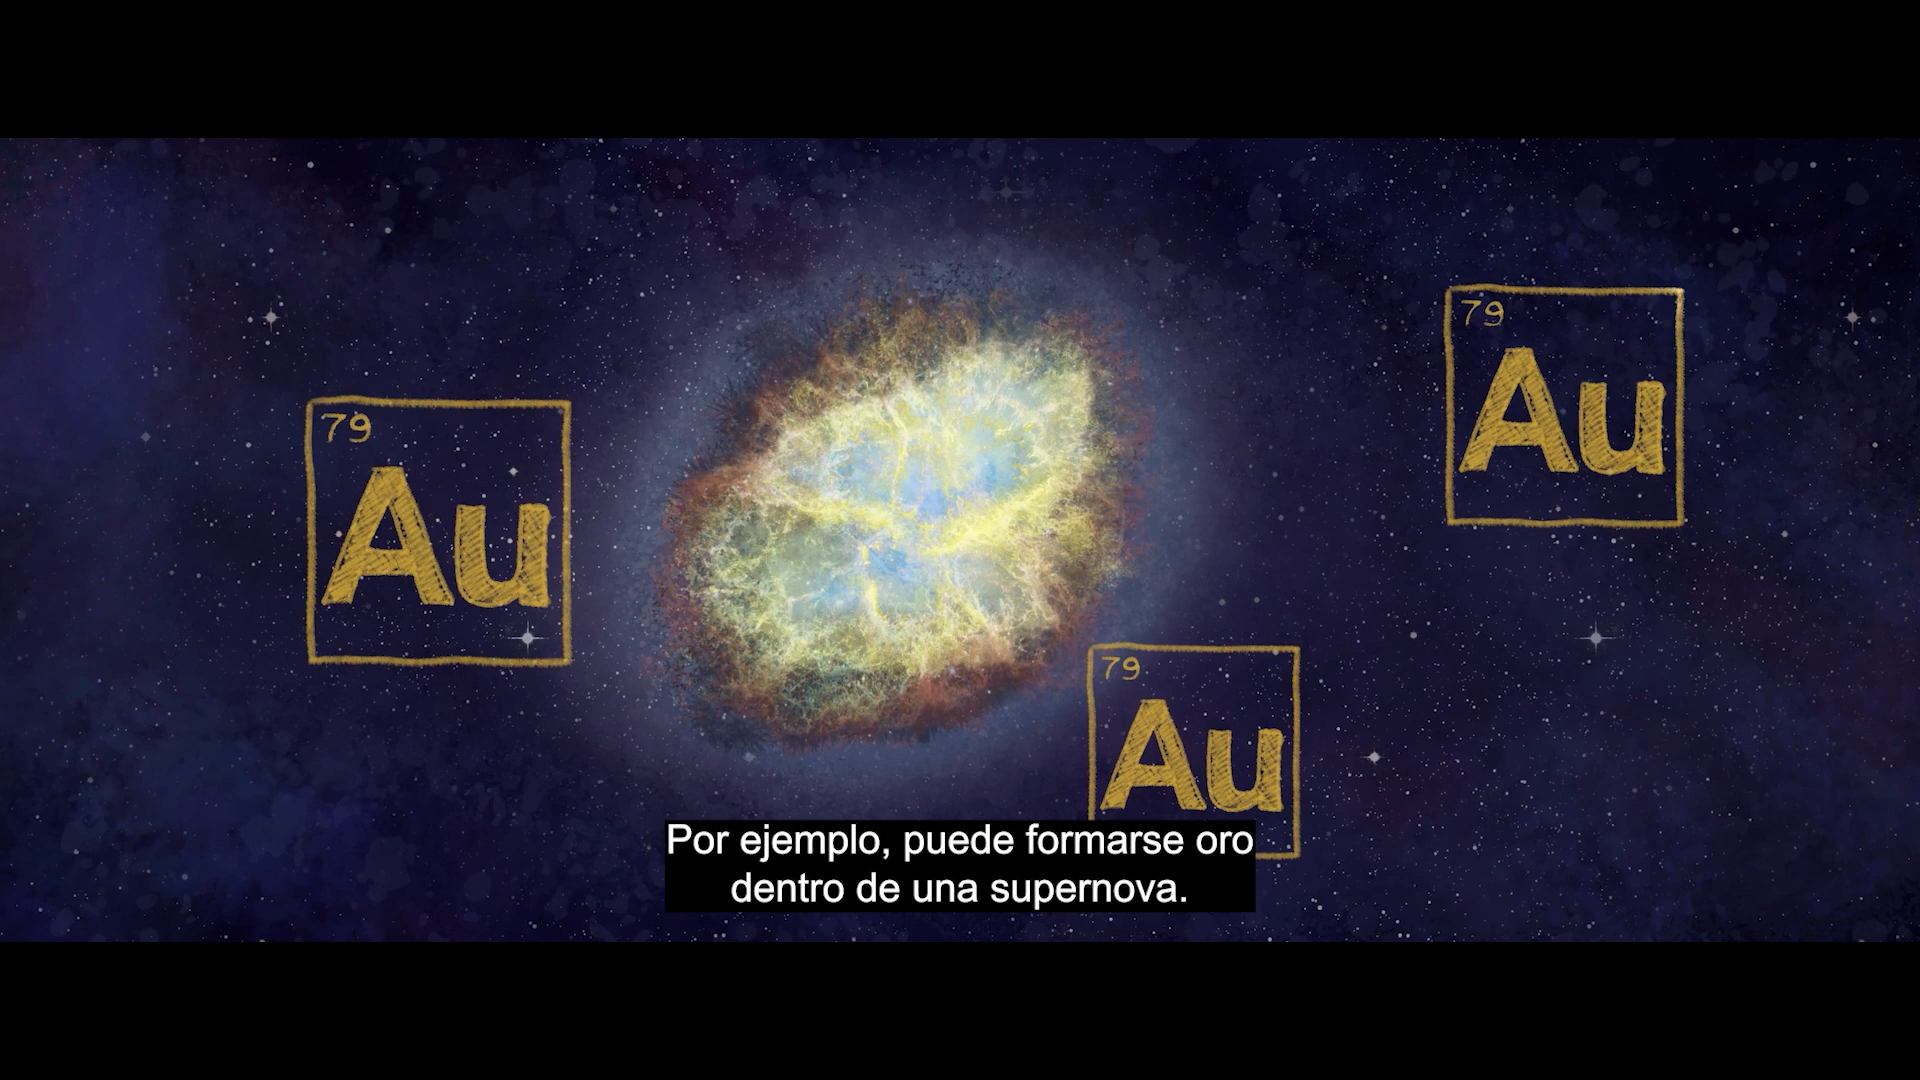 79
Au
79
Au
79
Au
Por ejemplo, puede formarse oro
dentro de una supernova.